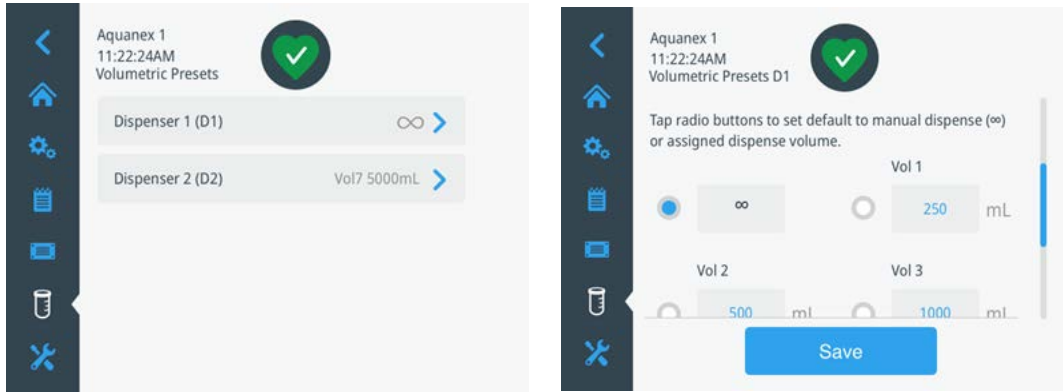 Aquanex 1
11:22:24AM
Volumetric Presets
Dispenser 1 (D1) ∞
Dispenser 2 (D2) Vol7 5000mL
Aquanex 1
11:22:24AM
Volumetric Presets D1
Tap radio buttons to set default to manual dispense (∞)
or assigned dispense volume.
Vol 1
∞ 250 mL
Vol 2 Vol 3
500 mL 1000 mL
Save